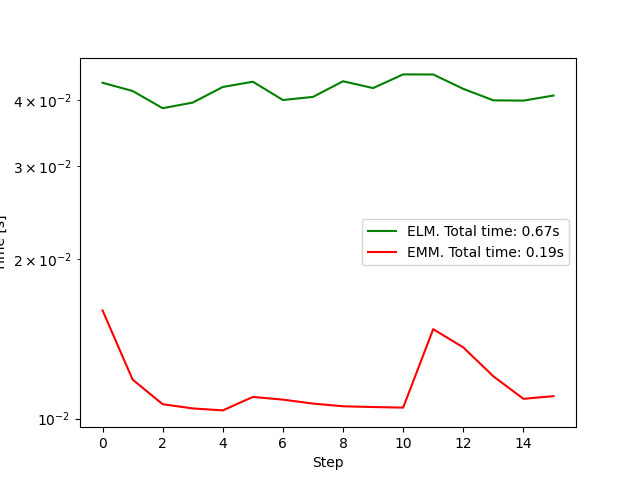 4 × 10⁻²
3 × 10⁻²
2 × 10⁻²
10⁻²
ELM. Total time: 0.67s
EMM. Total time: 0.19s
0 2 4 6 8 10 12 14
Step